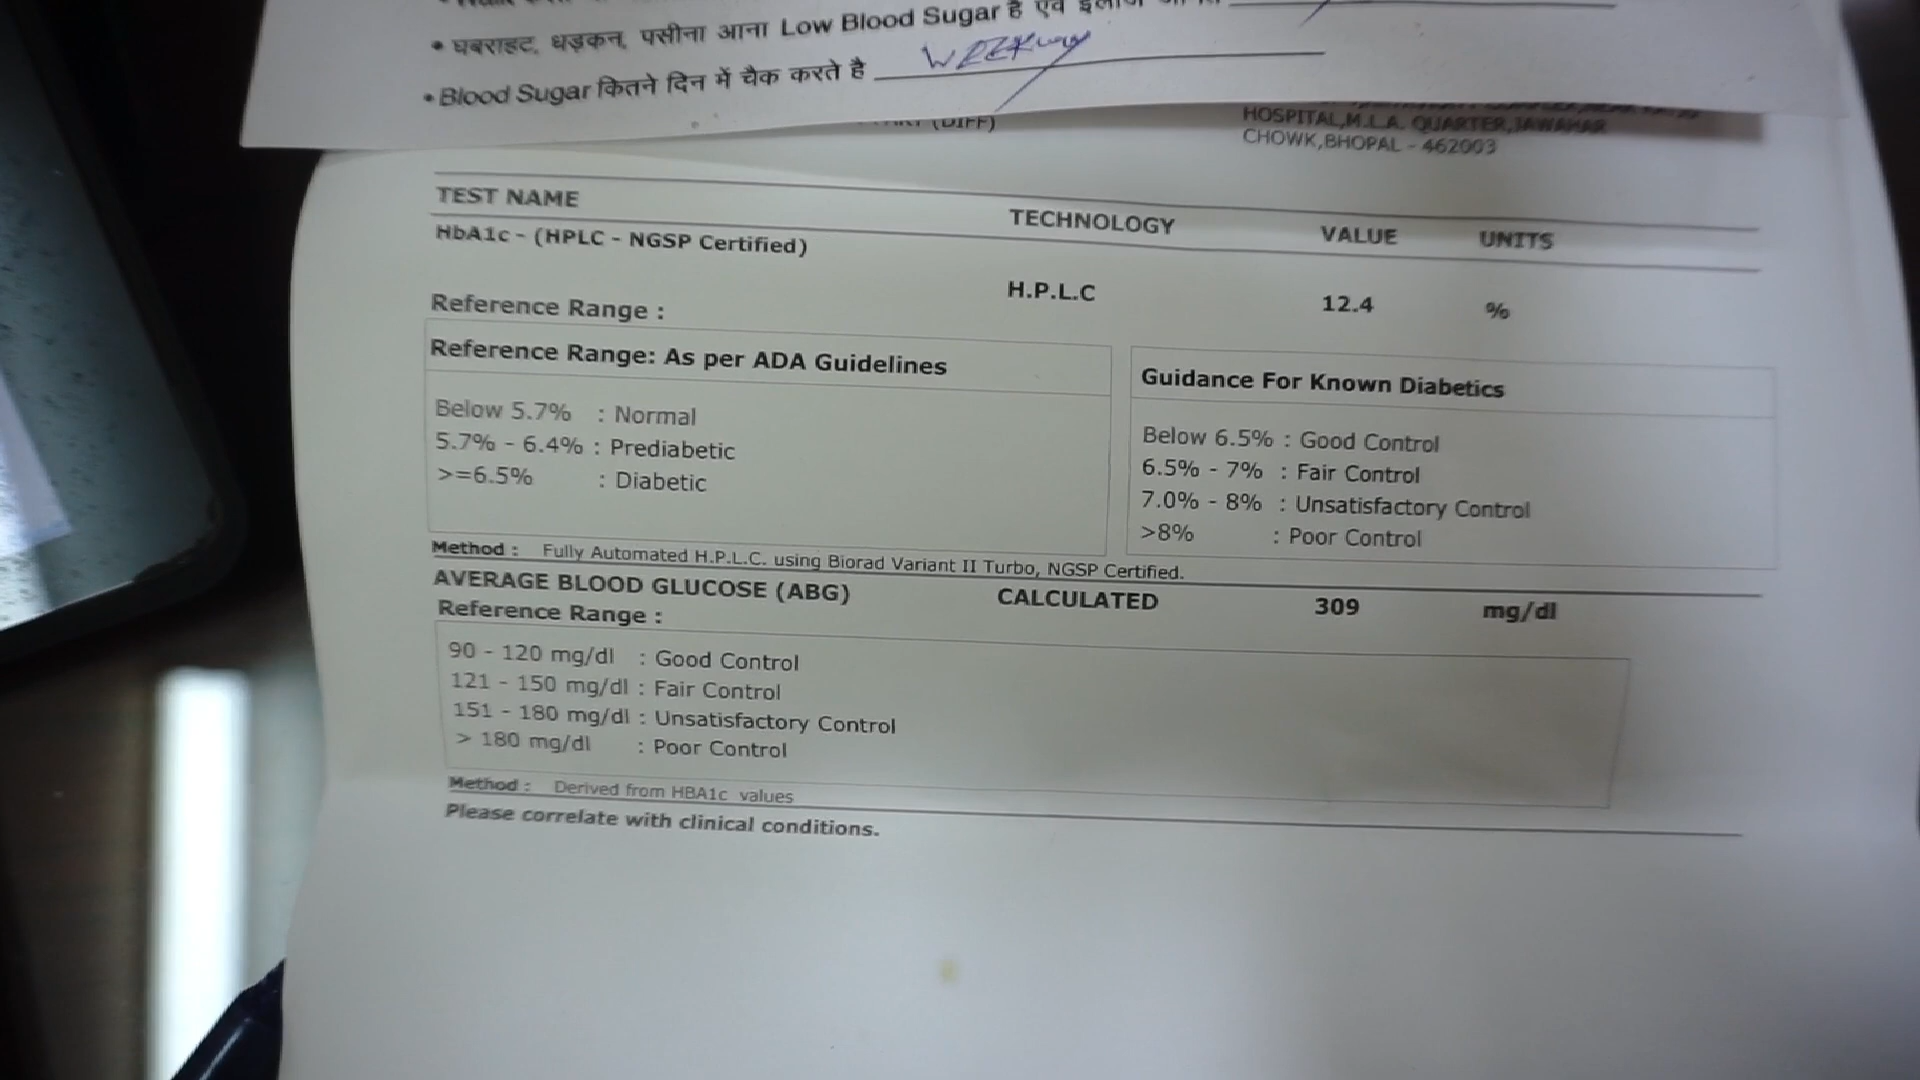 • घबराहट, धड़कन, पसीना आना Low Blood Sugar है एवं इलाज
• Blood Sugar कितने दिन में चैक करते है WEEKLY
(DIFF)
HOSPITAL,M.L.A. QUARTER,JAWAHAR
CHOWK,BHOPAL - 462003
TEST NAME TECHNOLOGY VALUE UNITS
HbA1c - (HPLC - NGSP Certified)
H.P.L.C 12.4 %
Reference Range :
Reference Range: As per ADA Guidelines
Below 5.7% : Normal
5.7% - 6.4% : Prediabetic
>=6.5% : Diabetic
Guidance For Known Diabetics
Below 6.5% : Good Control
6.5% - 7% : Fair Control
7.0% - 8% : Unsatisfactory Control
>8% : Poor Control
Method : Fully Automated H.P.L.C. using Biorad Variant II Turbo, NGSP Certified.
AVERAGE BLOOD GLUCOSE (ABG) CALCULATED 309 mg/dl
Reference Range :
90 - 120 mg/dl : Good Control
121 - 150 mg/dl : Fair Control
151 - 180 mg/dl : Unsatisfactory Control
> 180 mg/dl : Poor Control
Method : Derived from HBA1c values
Please correlate with clinical conditions.